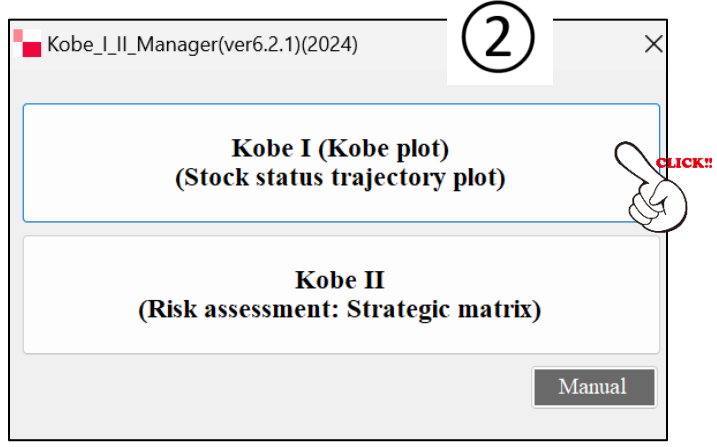 ②
Kobe_I_II_Manager(ver6.2.1)(2024)
Kobe I (Kobe plot)
(Stock status trajectory plot)
CLICK!!
Kobe II
(Risk assessment: Strategic matrix)
Manual